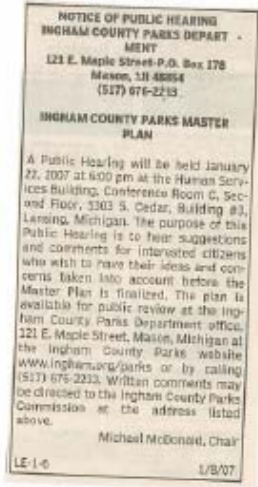 NOTICE OF PUBLIC HEARING
INGHAM COUNTY PARKS DEPART -
MENT
121 E. Maple Street-P.O. Box 178
Mason, MI 48854
(517) 676-2233
INGHAM COUNTY PARKS MASTER
PLAN
A Public Hearing will be held January
22, 2007 at 6:00 pm at the Human Serv-
ices Building, Conference Room C, Sec-
ond Floor, 5303 S. Cedar, Building #3,
Lansing, Michigan. The purpose of this
Public Hearing is to hear suggestions
and comments for interested citizens
who wish to have their ideas and con-
cerns taken into account before the
Master Plan is finalized. The plan is
available for public review at the Ing-
ham County Parks Department office,
121 E. Maple Street, Mason, Michigan at
the Ingham County Parks website
www.ingham.org/parks or by calling
(517) 676-2233. Written comments may
be directed to the Ingham County Parks
Commission at the address listed
above.
Michael McDonald, Chair
LE-1-6 1/8/07